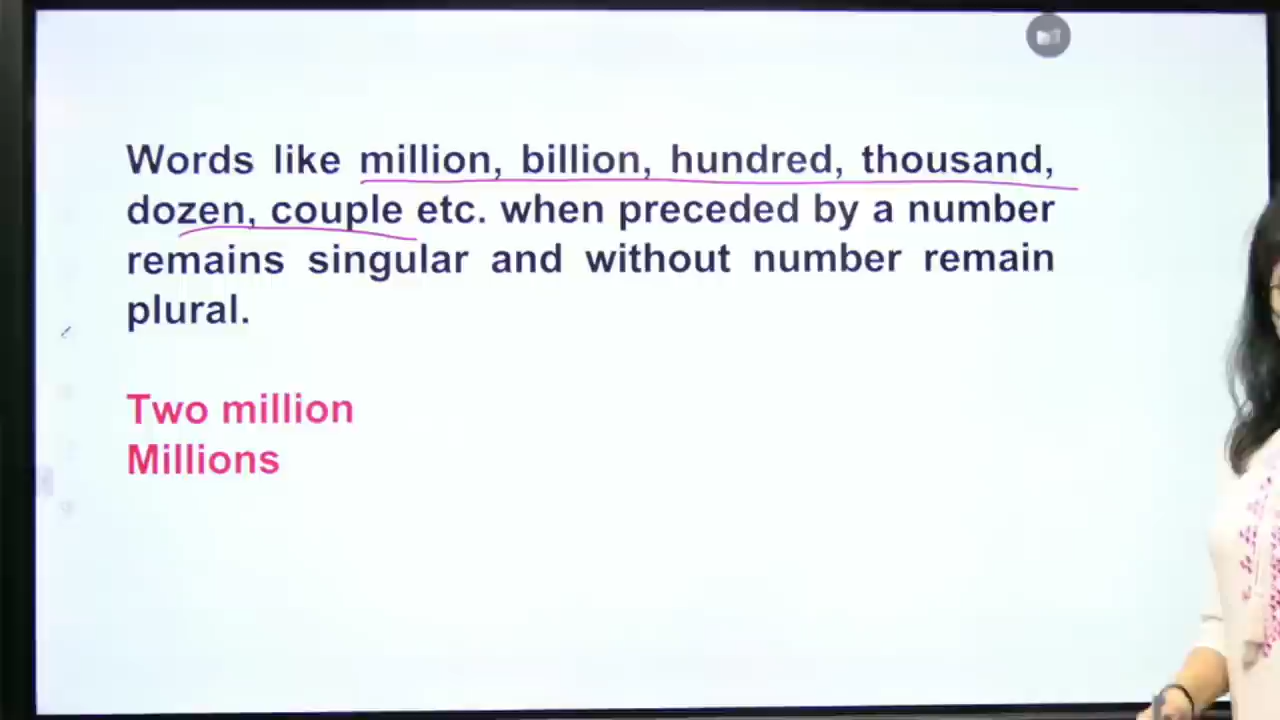 Words like million, billion, hundred, thousand,
dozen, couple etc. when preceded by a number
remains singular and without number remain
plural.
Two million
Millions